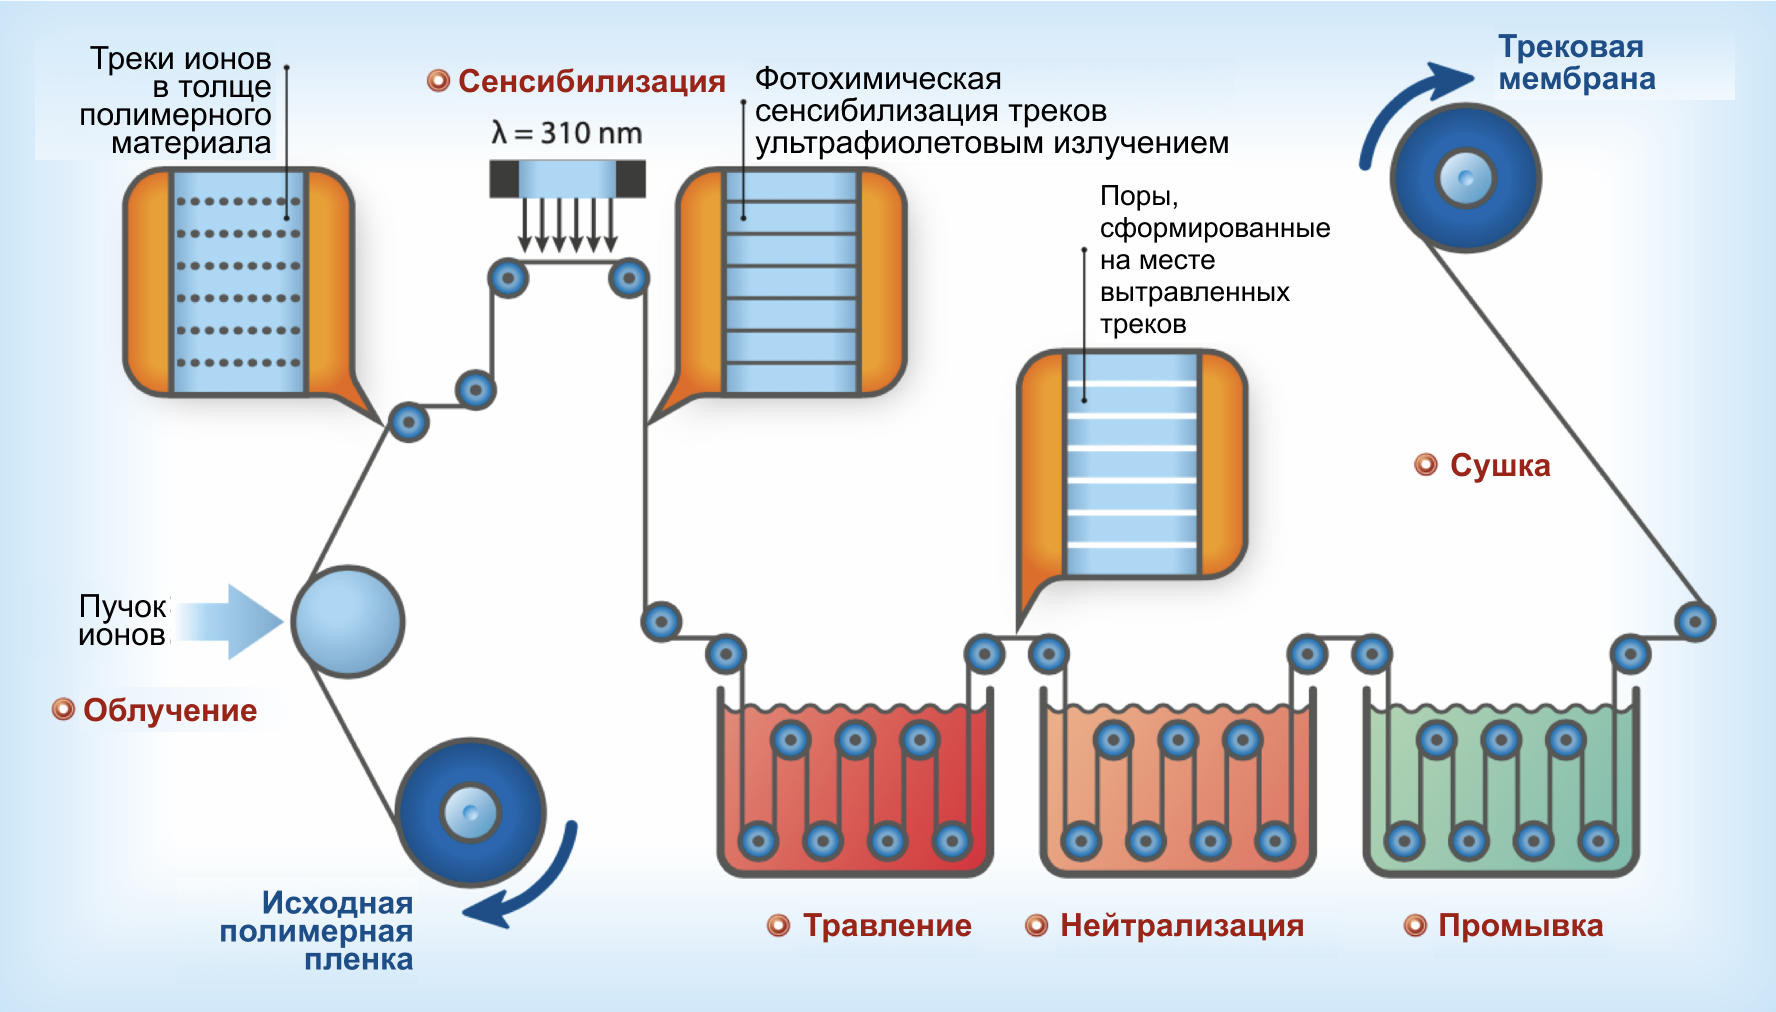 Треки ионов
в толще
полимерного
материала
Сенсибилизация
λ = 310 nm
Фотохимическая
сенсибилизация треков
ультрафиолетовым излучением
Поры,
сформированные
на месте
вытравленных
треков
Трековая
мембрана
Сушка
Пучок
ионов
Облучение
Исходная
полимерная
пленка
Травление
Нейтрализация
Промывка